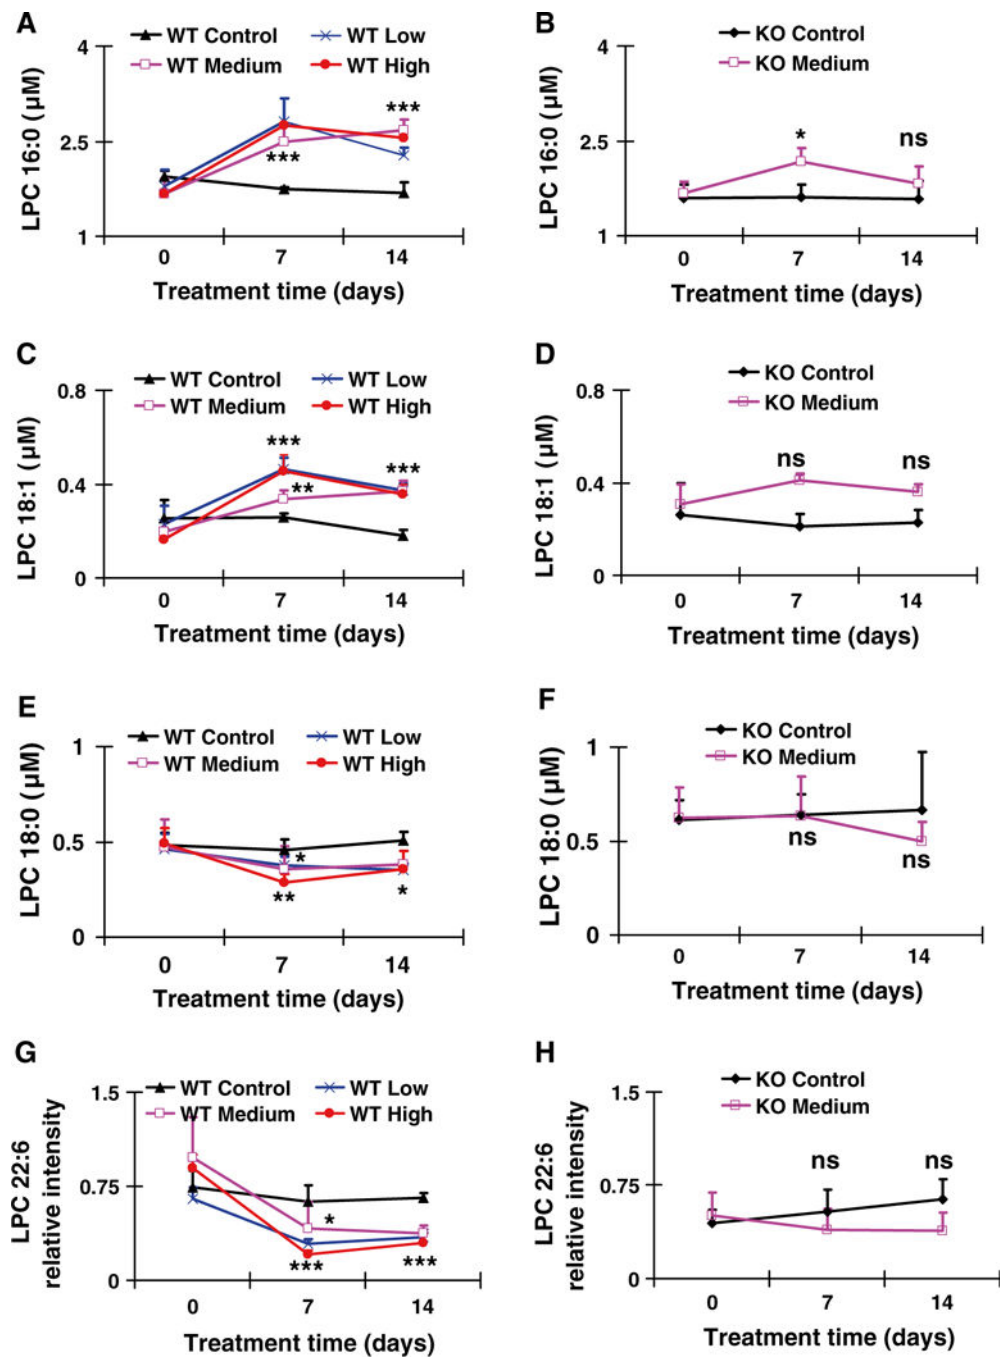 A
WT Control
WT Low
WT Medium
WT High
LPC 16:0 (µM)
4
2.5
1
***
***
0
7
14
Treatment time (days)
B
KO Control
KO Medium
LPC 16:0 (µM)
4
2.5
1
*
ns
0
7
14
Treatment time (days)
C
WT Control
WT Low
WT Medium
WT High
LPC 18:1 (µM)
0.8
0.4
0
***
**
***
0
7
14
Treatment time (days)
D
KO Control
KO Medium
LPC 18:1 (µM)
0.8
0.4
0
ns
ns
0
7
14
Treatment time (days)
E
WT Control
WT Low
WT Medium
WT High
LPC 18:0 (µM)
1
0.5
0
*
**
*
0
7
14
Treatment time (days)
F
KO Control
KO Medium
LPC 18:0 (µM)
1
0.5
0
ns
ns
0
7
14
Treatment time (days)
G
WT Control
WT Low
WT Medium
WT High
LPC 22:6
relative intensity
1.5
0.75
0
*
***
***
0
7
14
Treatment time (days)
H
KO Control
KO Medium
LPC 22:6
relative intensity
1.5
0.75
0
ns
ns
0
7
14
Treatment time (days)